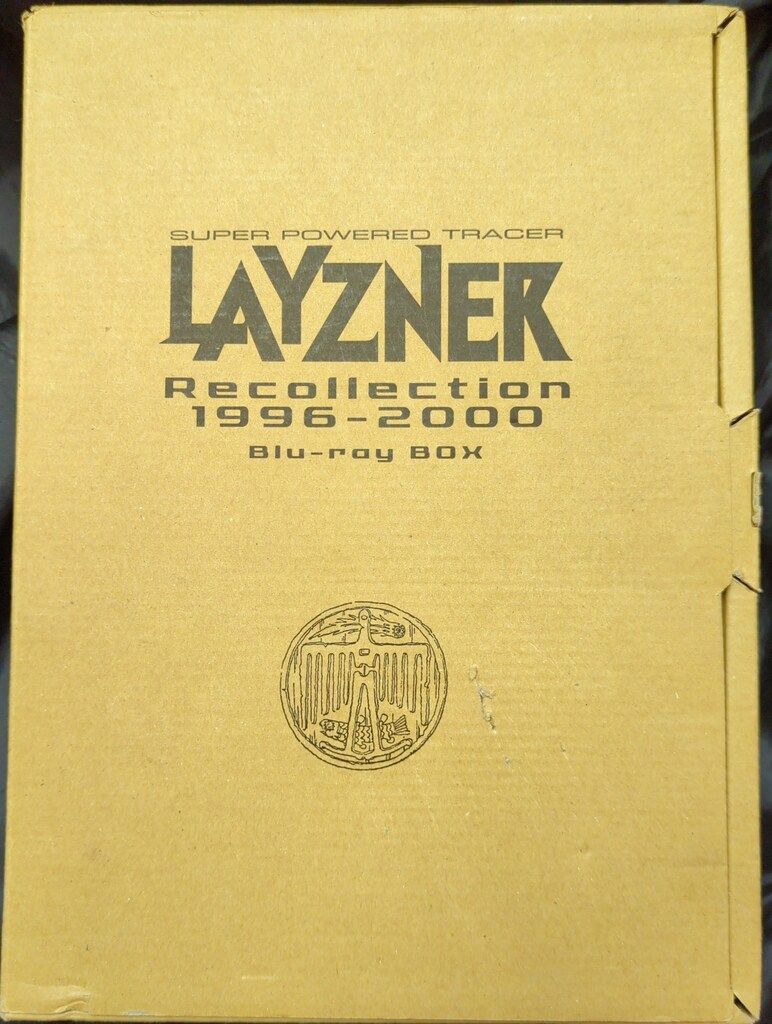 SUPER POWERED TRACER
LAYZNER
Recollection
1996-2000
Blu-ray BOX